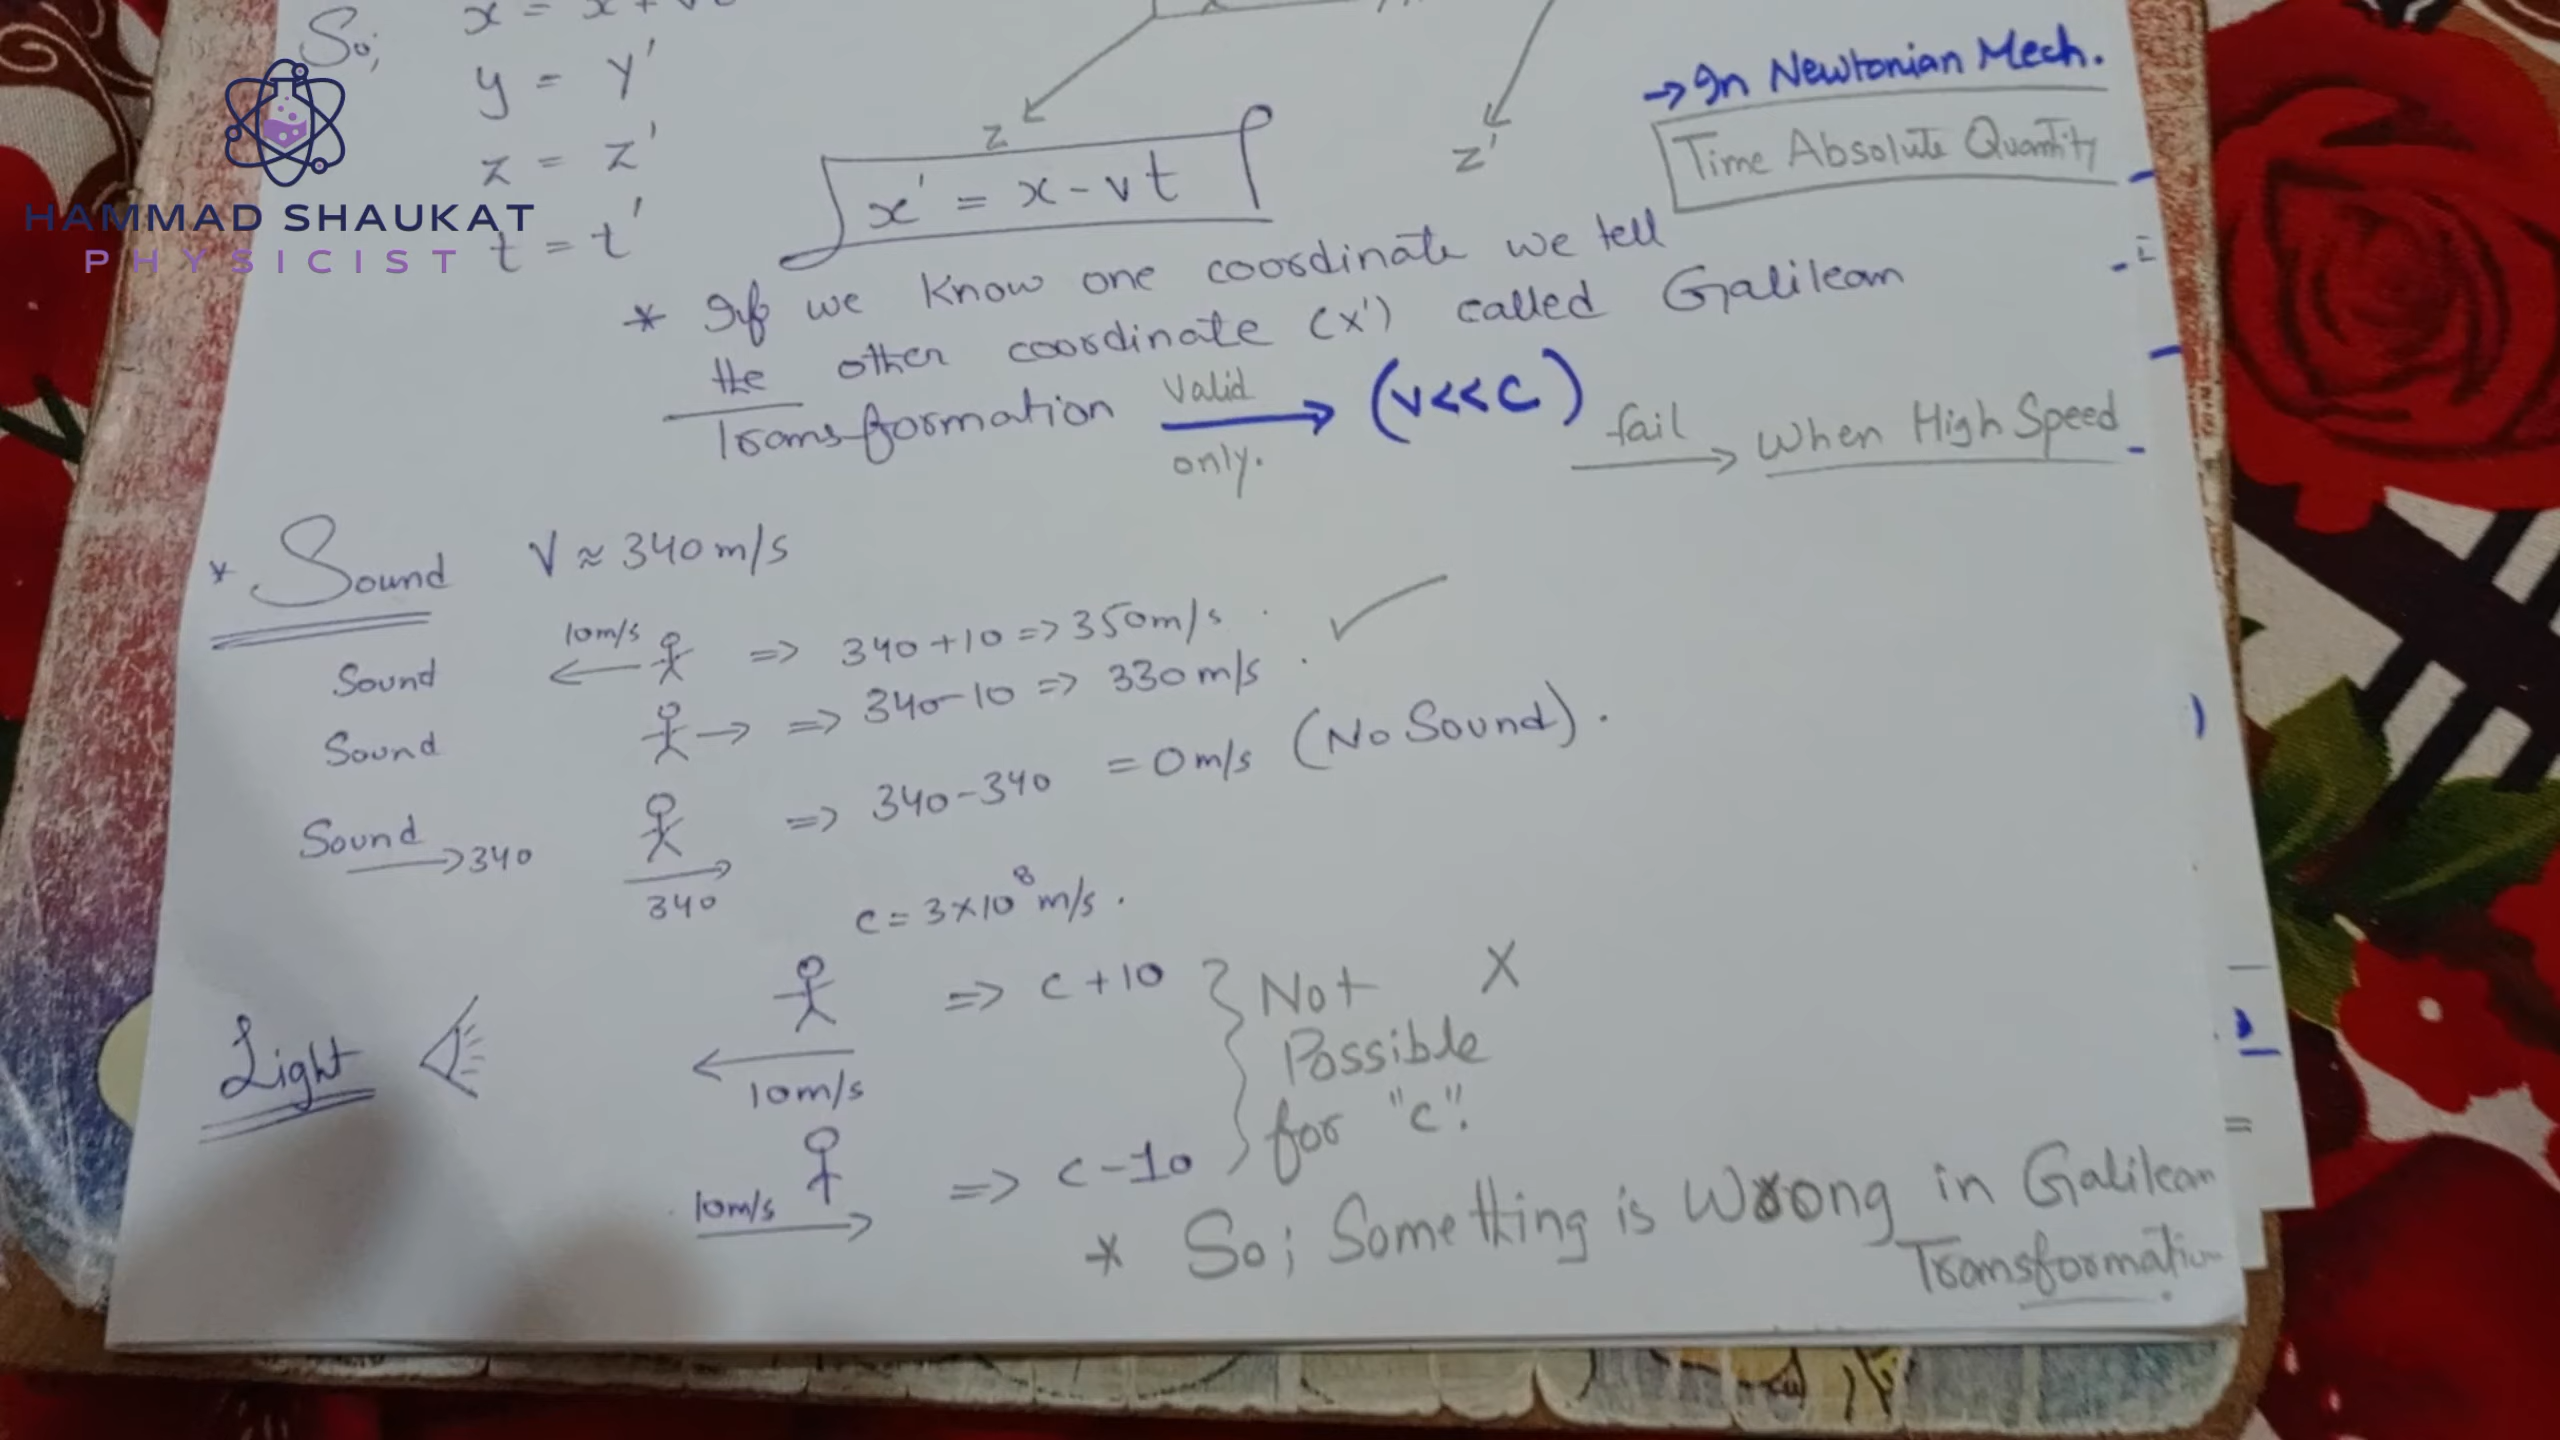 So;
y = y'
z = z'
t = t'
HAMMAD SHAUKAT
PHYSICIST
z
z'
x' = x - vt
→ In Newtonian Mech.
Time Absolute Quantity
* If we know one coordinate we tell
the other coordinate (x') called Galilean
Transformation Valid only. (v<<c) fail When High Speed
* Sound V ≈ 340 m/s
Sound 10m/s => 340 + 10 => 350m/s .
Sound => 340-10 => 330 m/s .
Sound 340 340 => 340-340 = 0 m/s (No Sound).
c = 3×10⁸ m/s .
Light 10m/s => c + 10
10m/s => c - 10
Not X
Possible
for "c".
* So; Something is Wrong in Galilean
Transformation.